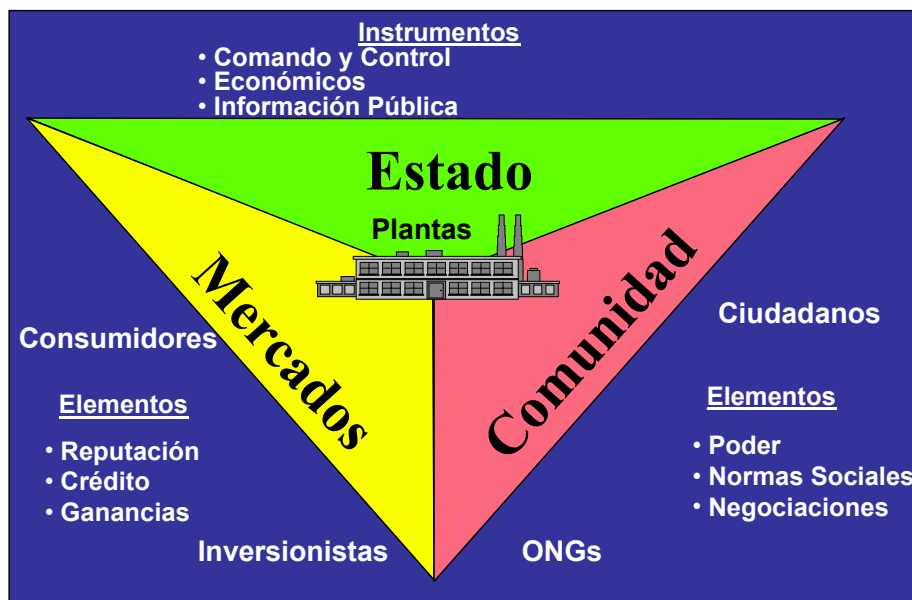 Instrumentos
• Comando y Control
• Económicos
• Información Pública
Estado
Plantas
Mercados
Comunidad
Consumidores
Elementos
• Reputación
• Crédito
• Ganancias
Inversionistas
Ciudadanos
Elementos
• Poder
• Normas Sociales
• Negociaciones
ONGs